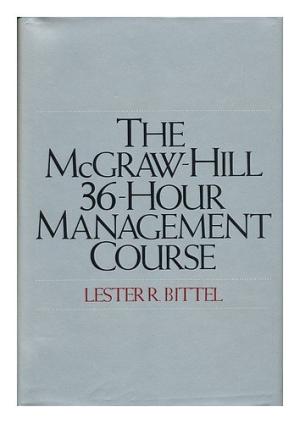 THE
McGRAW-HILL
36-HOUR
MANAGEMENT
COURSE
LESTER R. BITTEL